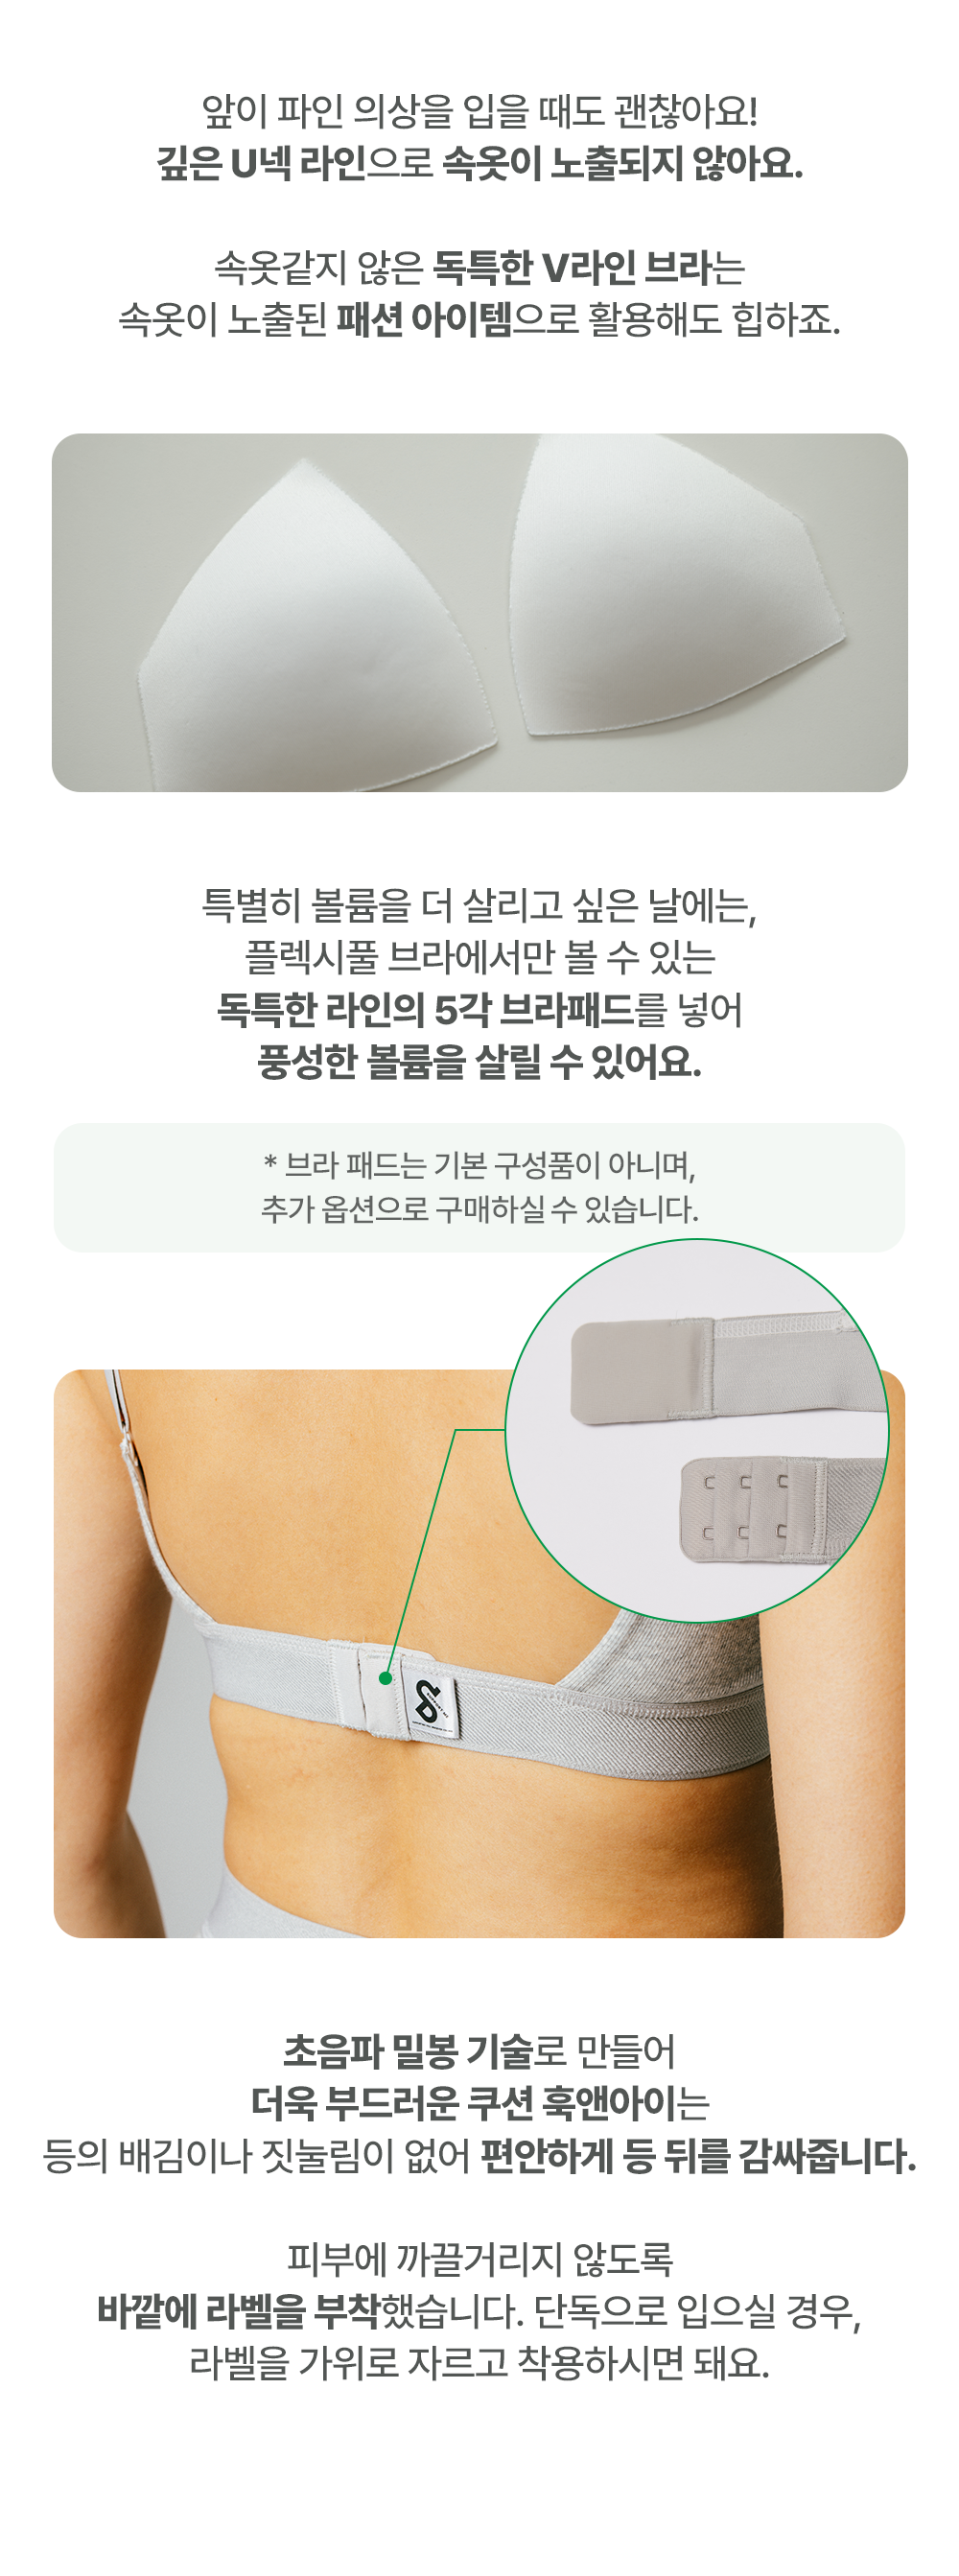 앞이 파인 의상을 입을 때도 괜찮아요!
깊은 U넥 라인으로 속옷이 노출되지 않아요.
속옷같지 않은 독특한 V라인 브라는
속옷이 노출된 패션 아이템으로 활용해도 힙하죠.
특별히 볼륨을 더 살리고 싶은 날에는,
플렉시풀 브라에서만 볼 수 있는
독특한 라인의 5각 브라패드를 넣어
풍성한 볼륨을 살릴 수 있어요.
* 브라 패드는 기본 구성품이 아니며,
추가 옵션으로 구매하실 수 있습니다.
초음파 밀봉 기술로 만들어
더욱 부드러운 쿠션 훅앤아이는
등의 배김이나 짓눌림이 없어 편안하게 등 뒤를 감싸줍니다.
피부에 까끌거리지 않도록
바깥에 라벨을 부착했습니다. 단독으로 입으실 경우,
라벨을 가위로 자르고 착용하시면 돼요.